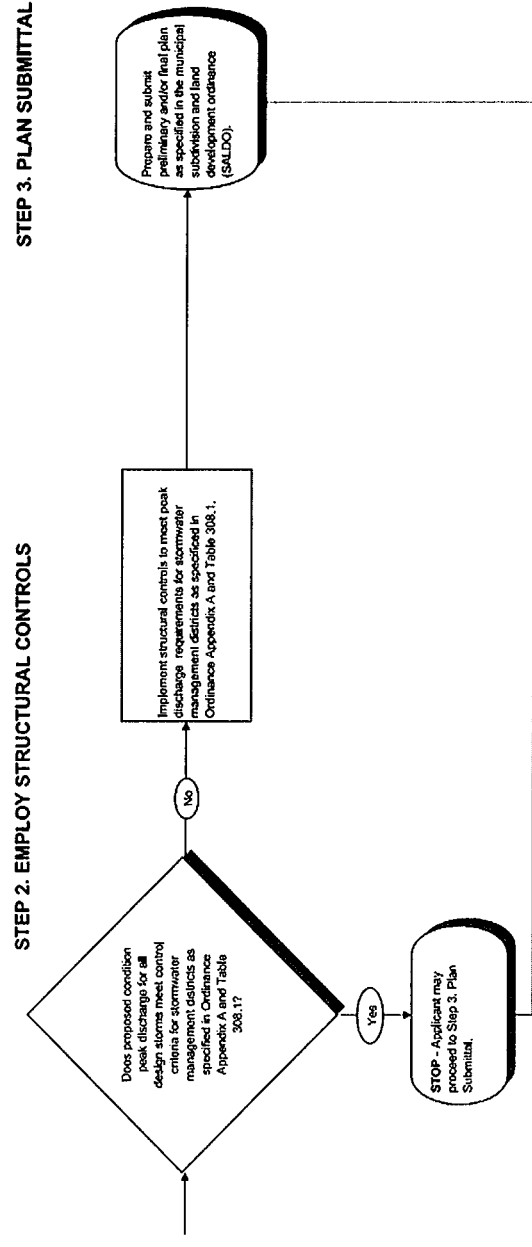 STEP 2. EMPLOY STRUCTURAL CONTROLS
Does proposed condition
peak discharge for all
design storms meet control
criteria for stormwater
management districts as
specified in Ordinance
Appendix A and Table
308.1?
No
Implement structural controls to meet peak
discharge requirements for stormwater
management districts as specificed in
Ordinance Appendix A and Table 308.1.
Yes
STOP - Applicant may
proceed to Step 3. Plan
Submittal.
STEP 3. PLAN SUBMITTAL
Prepare and submit
preliminary and/or final plan
as specified in the municipal
subdivision and land
development ordinance
(SALDO).